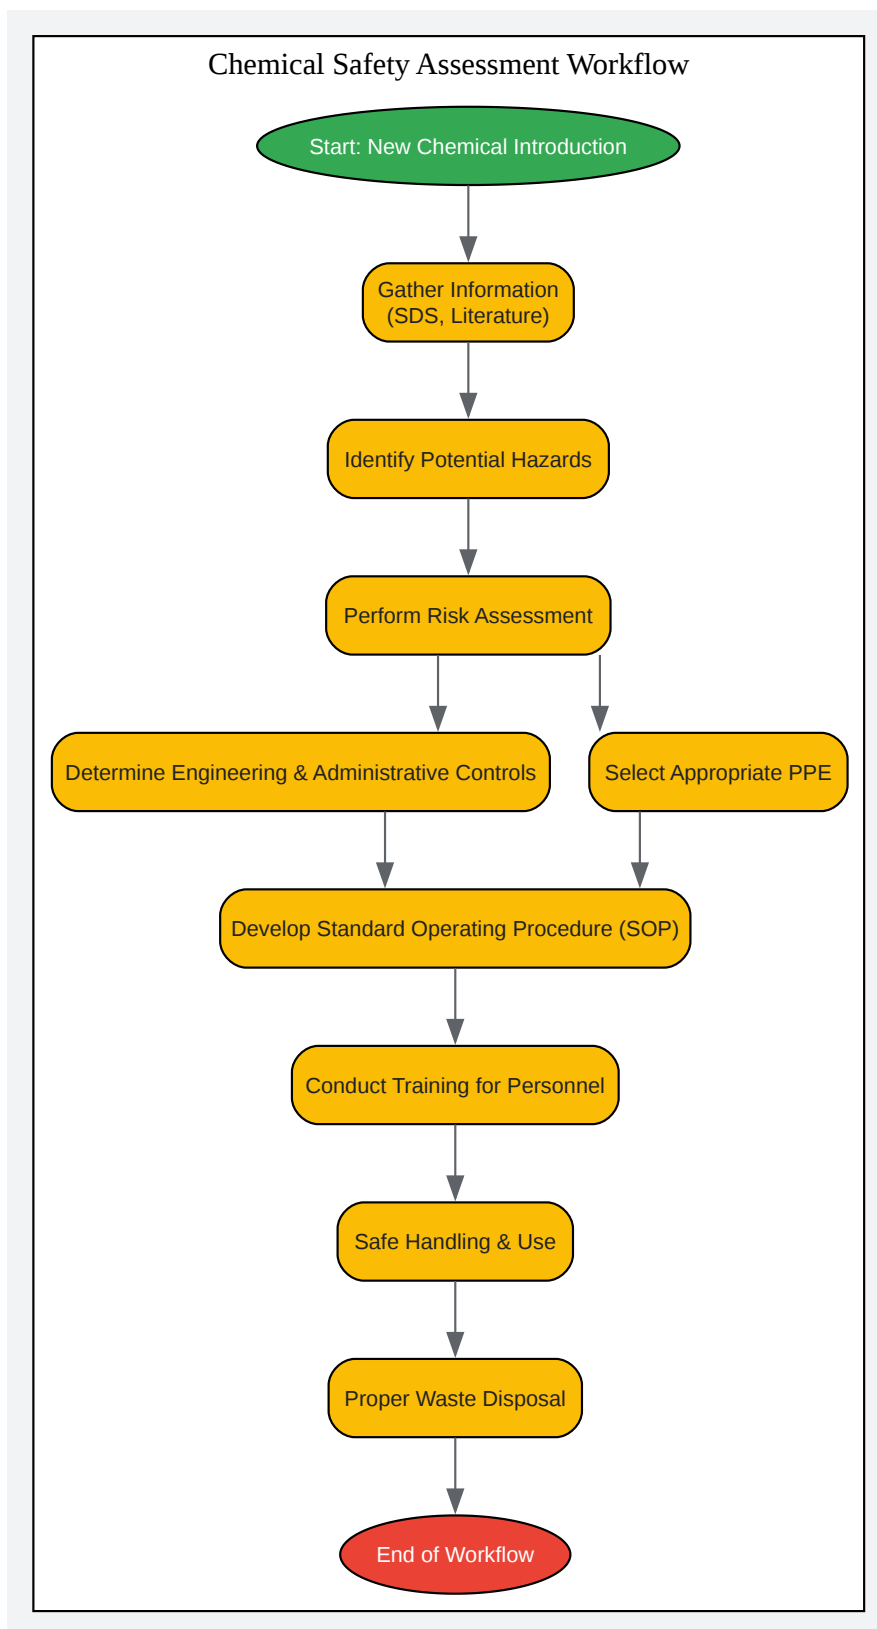 Chemical Safety Assessment Workflow
Start: New Chemical Introduction
Gather Information
(SDS, Literature)
Identify Potential Hazards
Perform Risk Assessment
Determine Engineering & Administrative Controls
Select Appropriate PPE
Develop Standard Operating Procedure (SOP)
Conduct Training for Personnel
Safe Handling & Use
Proper Waste Disposal
End of Workflow